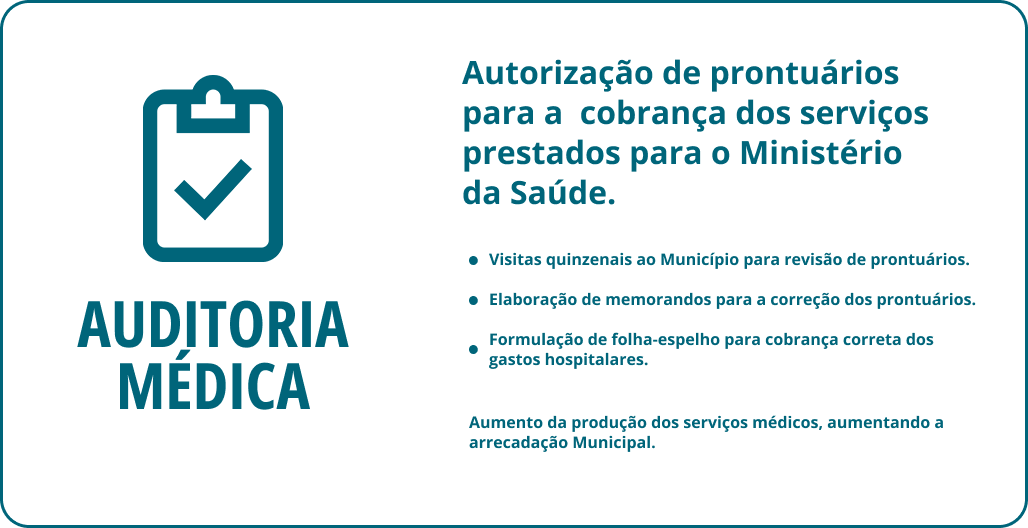 AUDITORIA
MÉDICA
Autorização de prontuários
para a  cobrança dos serviços
prestados para o Ministério
da Saúde.
Visitas quinzenais ao Município para revisão de prontuários.
Elaboração de memorandos para a correção dos prontuários.
Formulação de folha-espelho para cobrança correta dos
gastos hospitalares.
Aumento da produção dos serviços médicos, aumentando a
arrecadação Municipal.